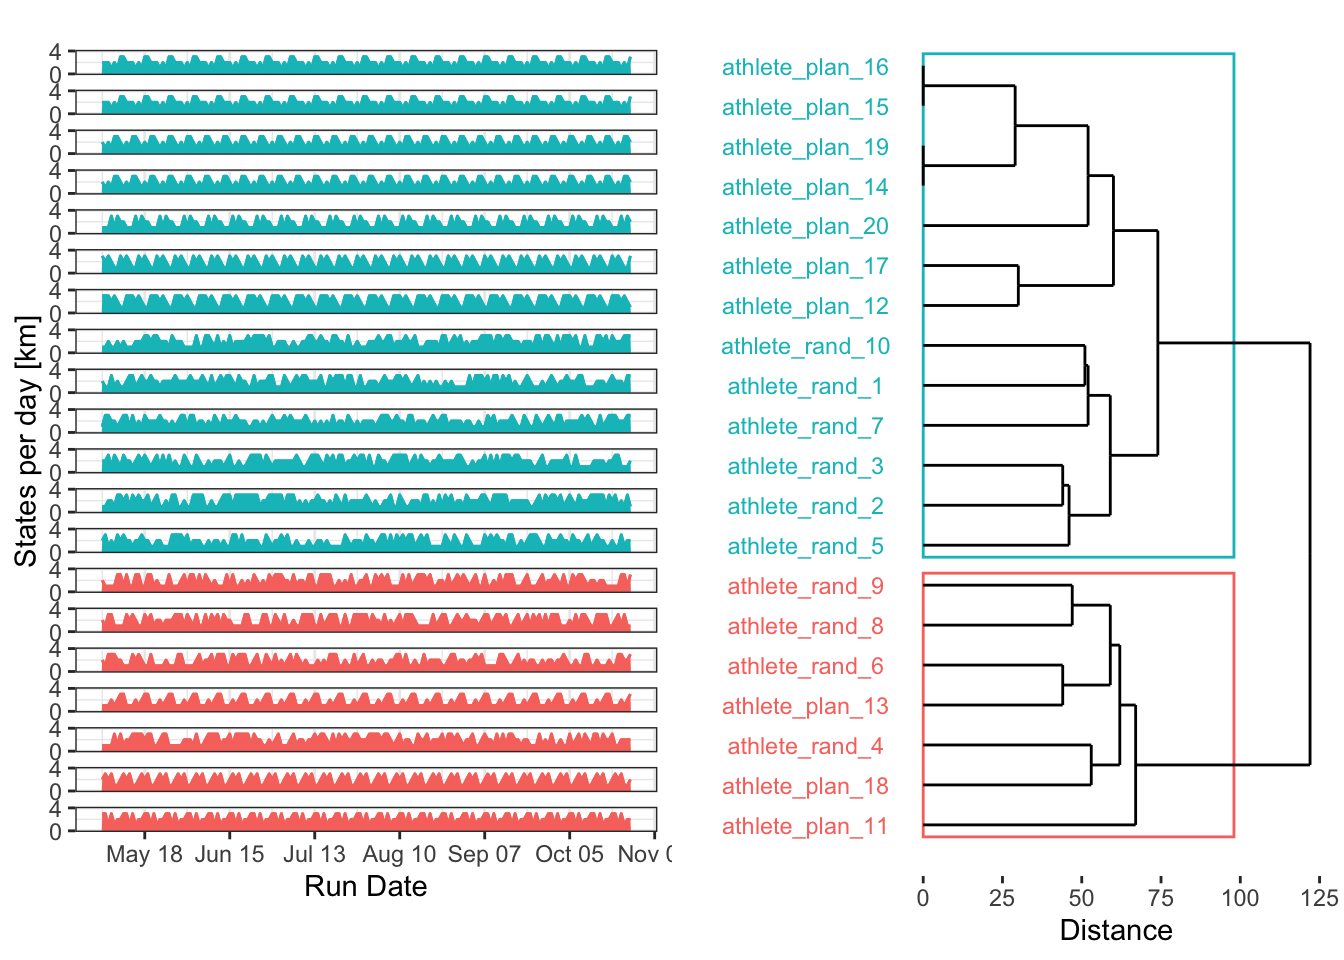 States per day [km]
4
0
4
0
4
0
4
0
4
0
4
0
4
0
4
0
4
0
4
0
4
0
4
0
4
0
4
0
4
0
4
0
4
0
4
0
4
0
4
0
May 18 Jun 15 Jul 13 Aug 10 Sep 07 Oct 05 Nov
Run Date
athlete_plan_16
athlete_plan_15
athlete_plan_19
athlete_plan_14
athlete_plan_20
athlete_plan_17
athlete_plan_12
athlete_rand_10
athlete_rand_1
athlete_rand_7
athlete_rand_3
athlete_rand_2
athlete_rand_5
athlete_rand_9
athlete_rand_8
athlete_rand_6
athlete_plan_13
athlete_rand_4
athlete_plan_18
athlete_plan_11
0 25 50 75 100 125
Distance